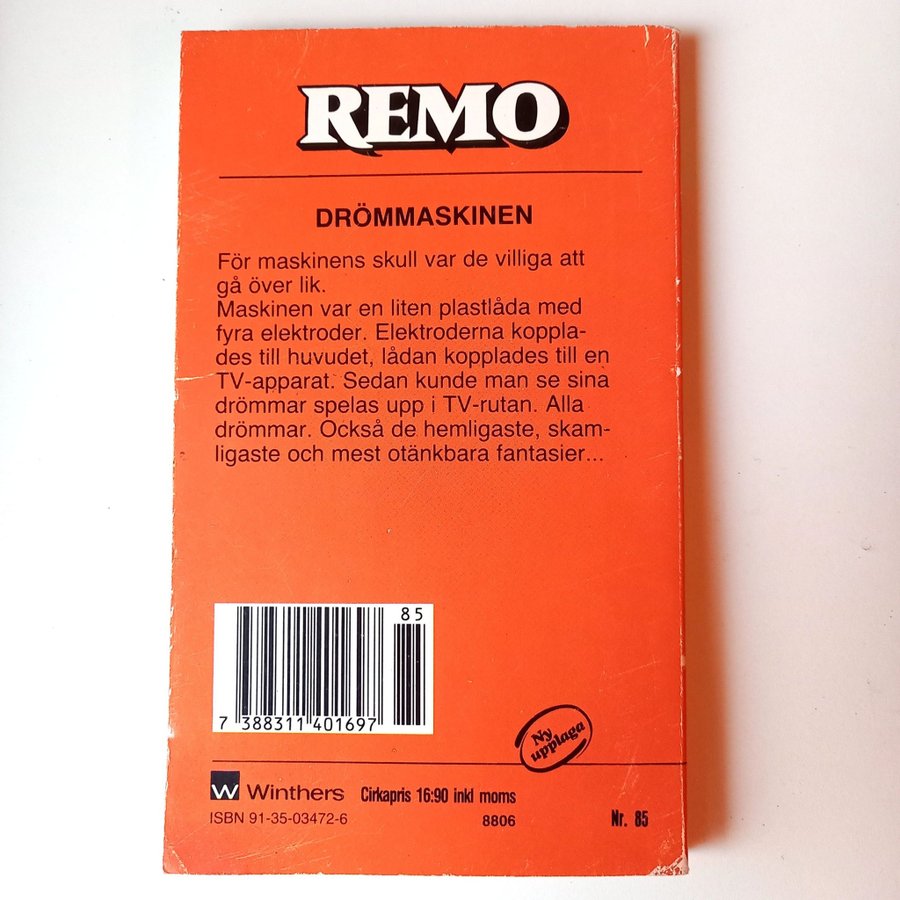 REMO
DRÖMMASKINEN
För maskinens skull var de villiga att
gå över lik.
Maskinen var en liten plastlåda med
fyra elektroder. Elektroderna koppla-
des till huvudet, lådan kopplades till en
TV-apparat. Sedan kunde man se sina
drömmar spelas upp i TV-rutan. Alla
drömmar. Också de hemligaste, skam-
ligaste och mest otänkbara fantasier...
85
7 388311 401697
Ny
upplaga
W Winthers Cirkapris 16:90 inkl moms
ISBN 91-35-03472-6 8806 Nr. 85